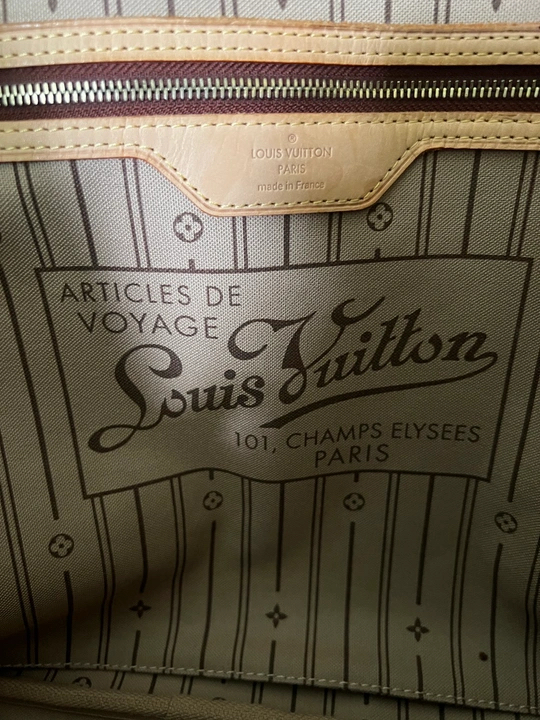 ®
LOUIS VUITTON
PARIS
made in France
ARTICLES DE
VOYAGE
Louis Vuitton
101, CHAMPS ELYSEES
PARIS